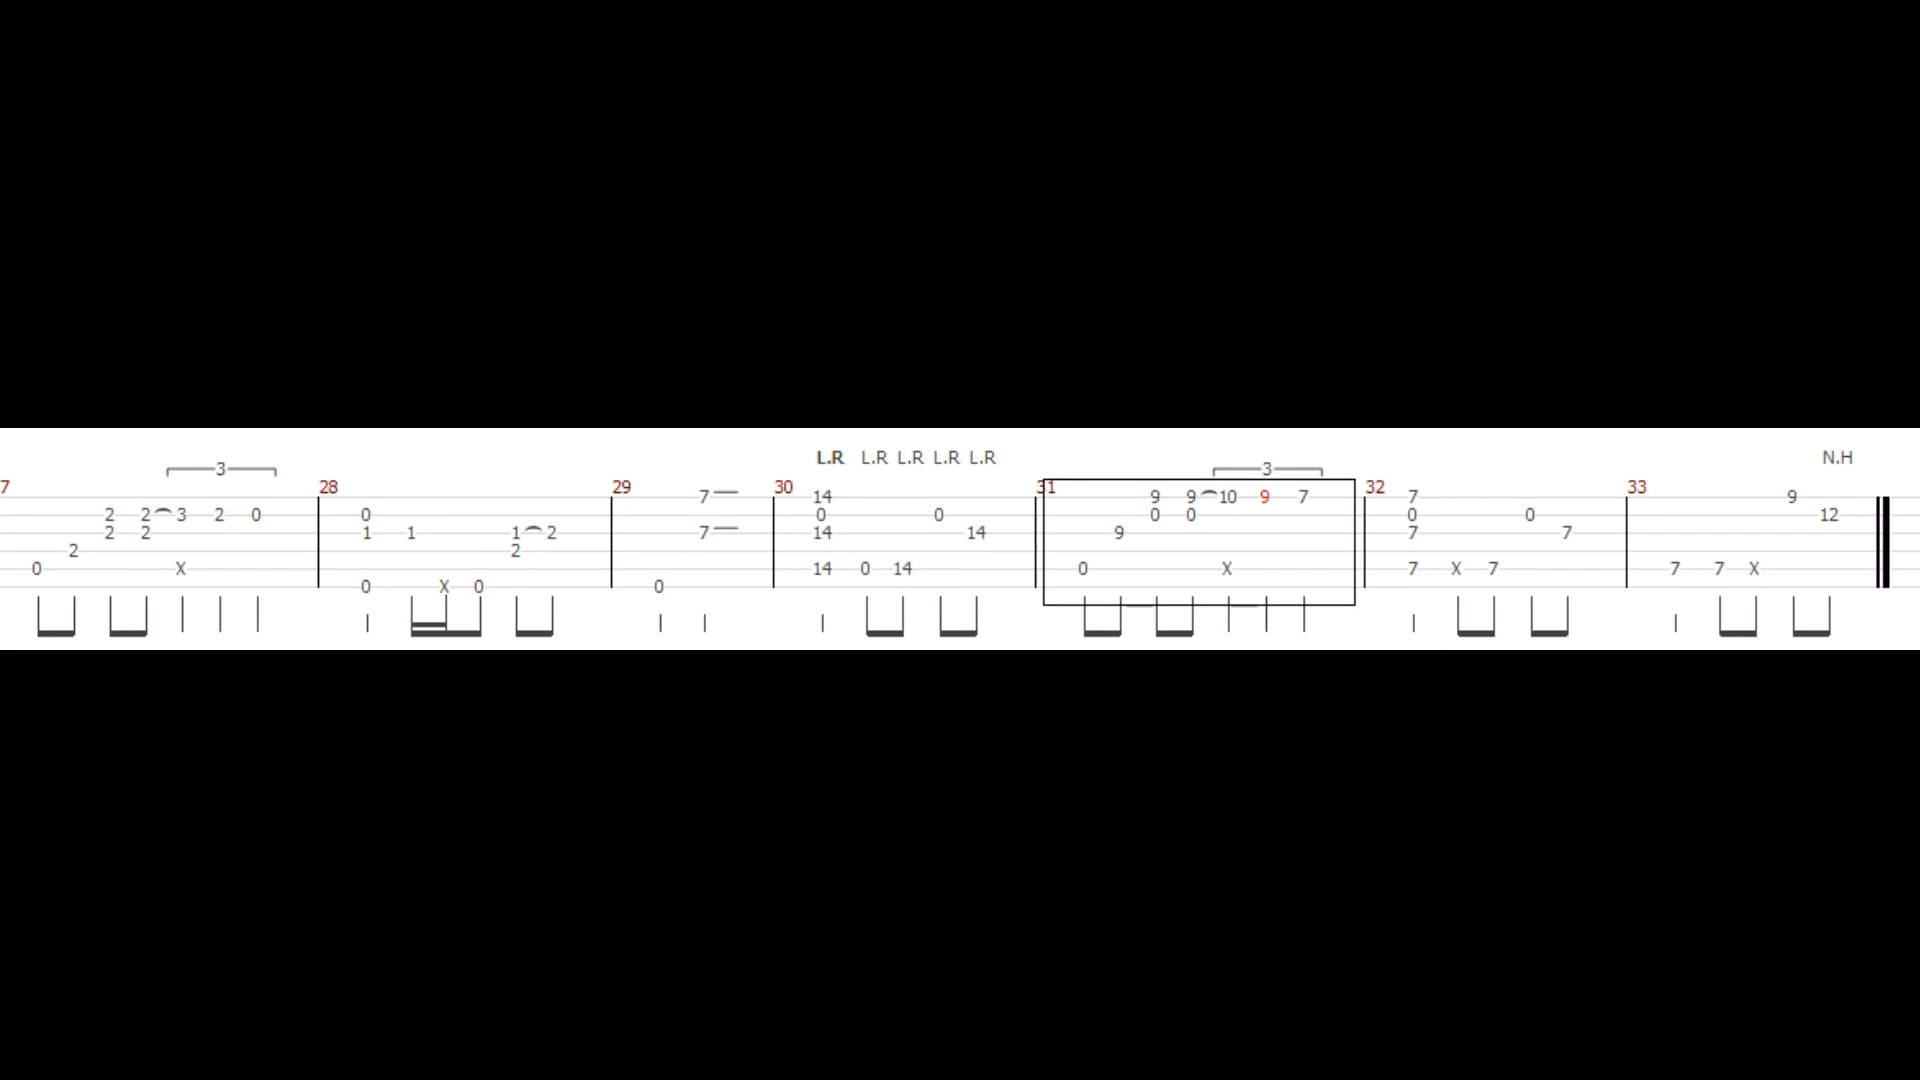 L.R L.R L.R L.R L.R N.H
3 3
7 28 29 30 31 32 33
7 14 9 9 10 9 7 7 9
2 2 3 2 0 0 0 0 0 0 0 0 12
2 2 1 1 1 2 7 14 14 9 7 7
2 2
0 X 14 0 14 0 X 7 X 7 7 7 X
0 X 0 0